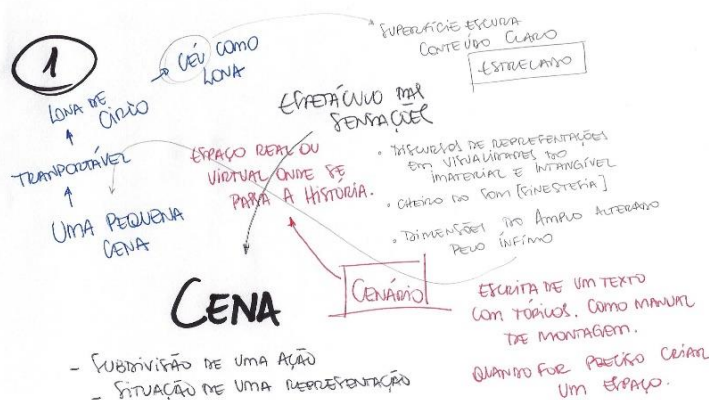 1
CÉU COMO
LONA
SUPERFÍCIE ESCURA
CONTEÚDO CLARO
ESTRELADO
LONA DE
CIRCO
TRANPORTÁVEL
UMA PEQUENA
CENA
ESPETÁCULO DAS
SENSAÇÕES
ESPAÇO REAL OU
VIRTUAL ONDE SE
PASSA A HISTÓRIA.
• DISCURSOS DE REPRESENTAÇÕES
EM VISUALIDADES DO
IMATERIAL E INTANGÍVEL
• CHEIRO DO SOM [SINESTESIA]
• DIMENSÕES DO AMPLO ALTERADO
PELO ÍNFIMO
CENA
CENÁRIO
ESCRITA DE UM TEXTO
COM TÓPICOS. COMO MANUAL
DE MONTAGEM.
QUANDO FOR PRECISO CRIAR
UM ESPAÇO.
- SUBDIVISÃO DE UMA AÇÃO
- SITUAÇÃO DE UMA REPRESENTAÇÃO